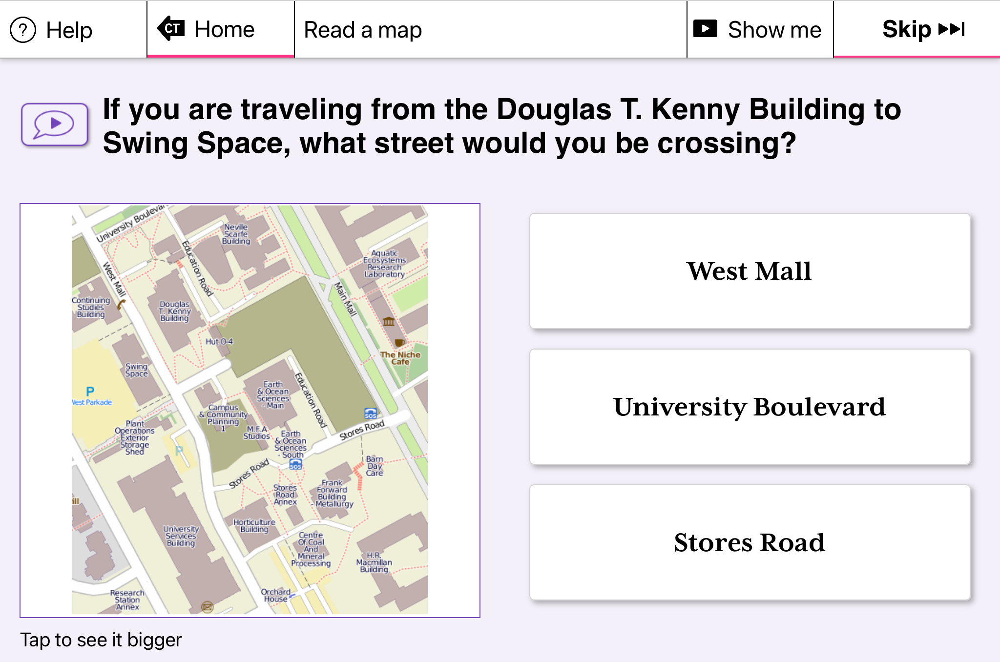 ? Help
CT Home
Read a map
Show me
Skip
If you are traveling from the Douglas T. Kenny Building to
Swing Space, what street would you be crossing?
University Boulevar
Neville
Scarfe
Building
Education Road
Aquatic
Ecosystems
Research
Laboratory
West Mall
Continuing
Studies
Building
Douglas
T. Kenny
Building
Main Mall
Hut O-4
The Niche
Cafe
Swing
Space
P
West Parkade
Earth
& Ocean
Sciences
- Main
Education Road
Campus
& Community
Planning
1
SOS
Stores Road
Plant
Operations
Exterior
Storage
Shed
P
M.F.A
Studios
Earth
& Ocean
Sciences
- South
SOS
Barn
Day
Care
Stores Road
Stores
Road
Annex
Frank
Forward
Building
- Metallurgy
ill
University
Services
Building
Horticulture
Building
Centre
Of Coal
And
Mineral
Processing
H.R.
Macmillan
Building
Research
Station
Annex
Orchard
House
Tap to see it bigger
West Mall
University Boulevard
Stores Road